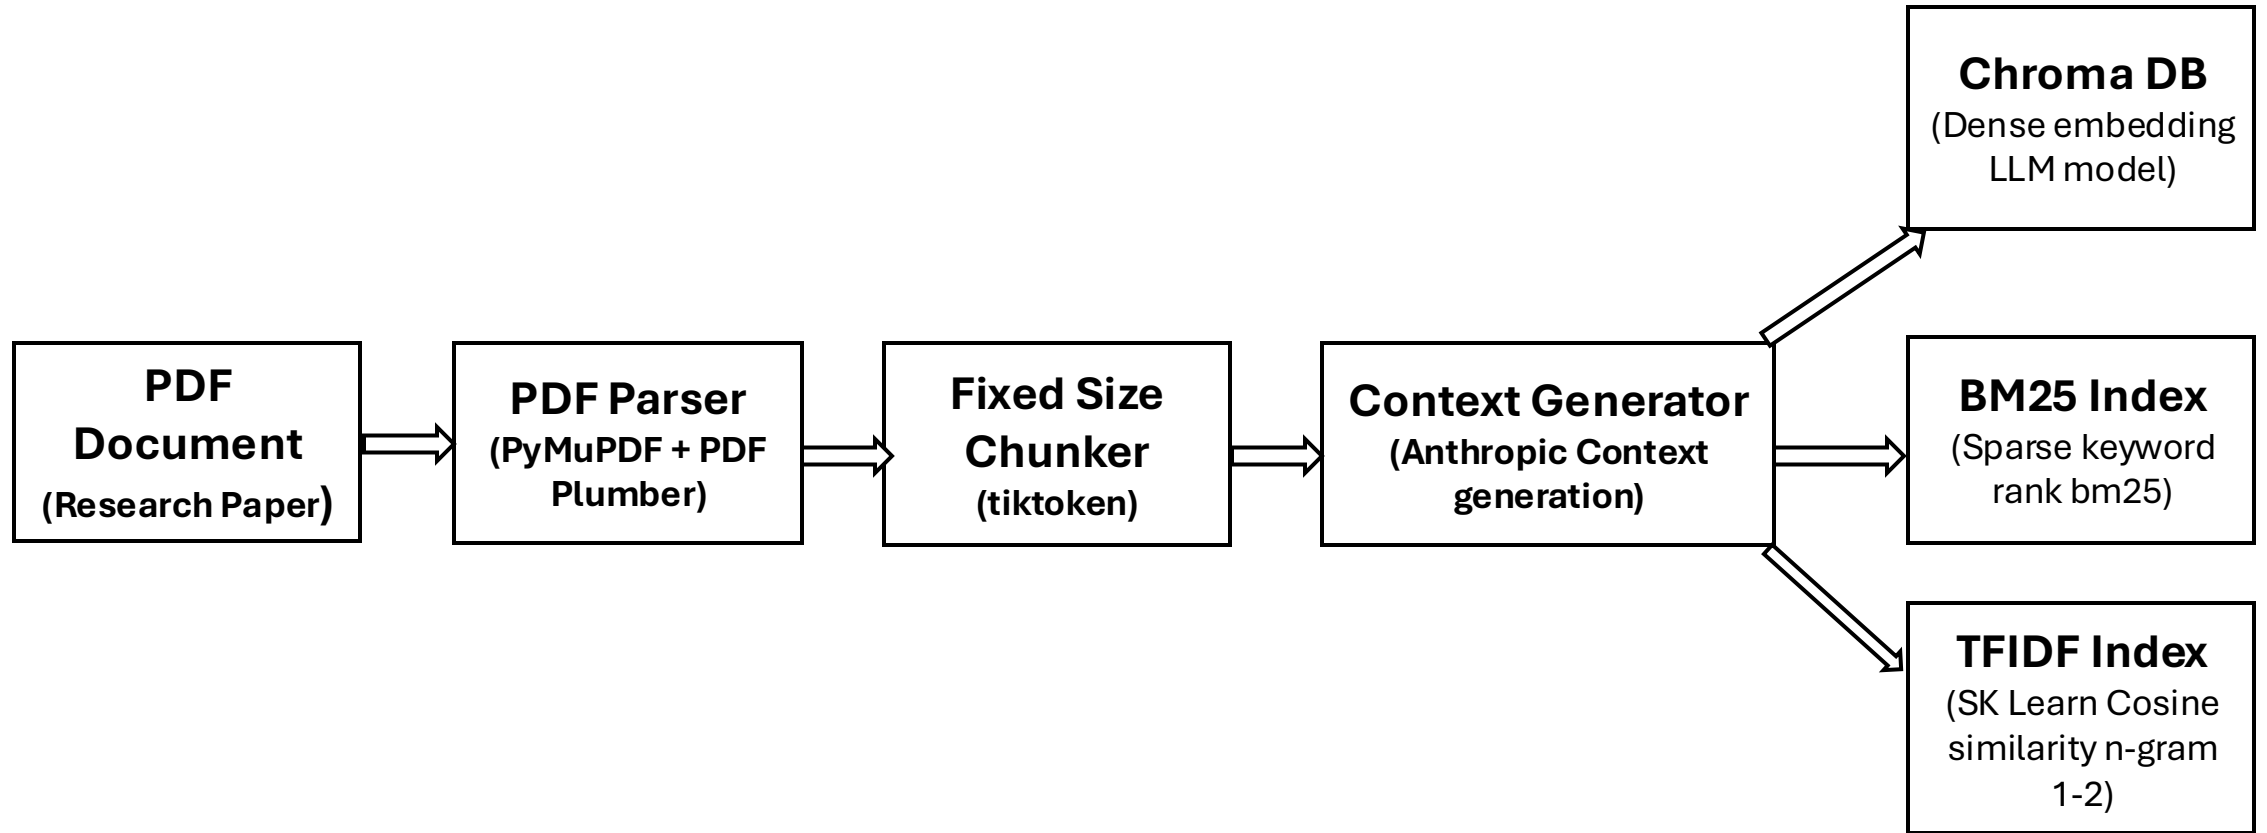 PDF
Document
(Research Paper)
PDF Parser
(PyMuPDF + PDF
Plumber)
Fixed Size
Chunker
(tiktoken)
Context Generator
(Anthropic Context
generation)
Chroma DB
(Dense embedding
LLM model)
BM25 Index
(Sparse keyword
rank bm25)
TFIDF Index
(SK Learn Cosine
similarity n-gram
1-2)